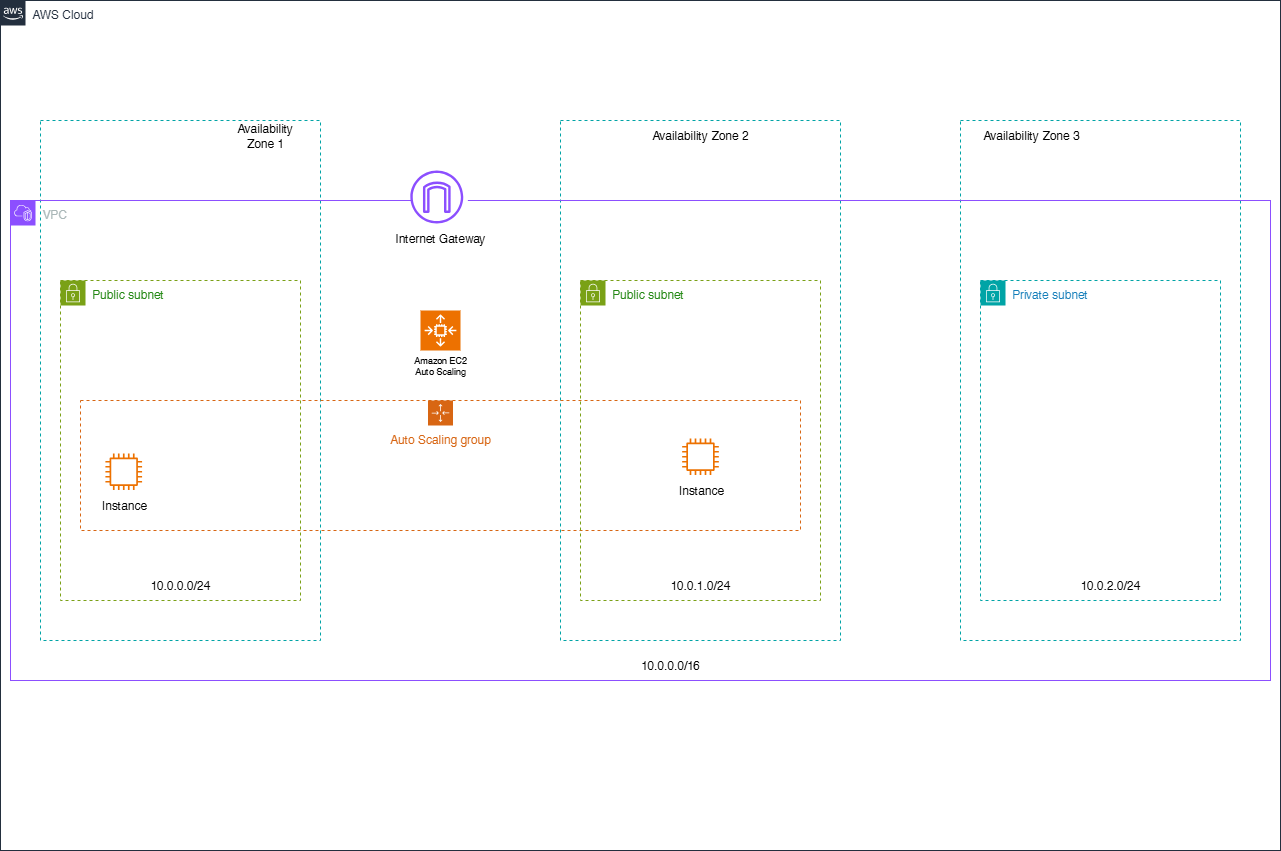 aws
AWS Cloud
Availability
Zone 1
Availability Zone 2
Availability Zone 3
VPC
Internet Gateway
Public subnet
Public subnet
Private subnet
Amazon EC2
Auto Scaling
Auto Scaling group
Instance
Instance
10.0.0.0/24
10.0.1.0/24
10.0.2.0/24
10.0.0.0/16